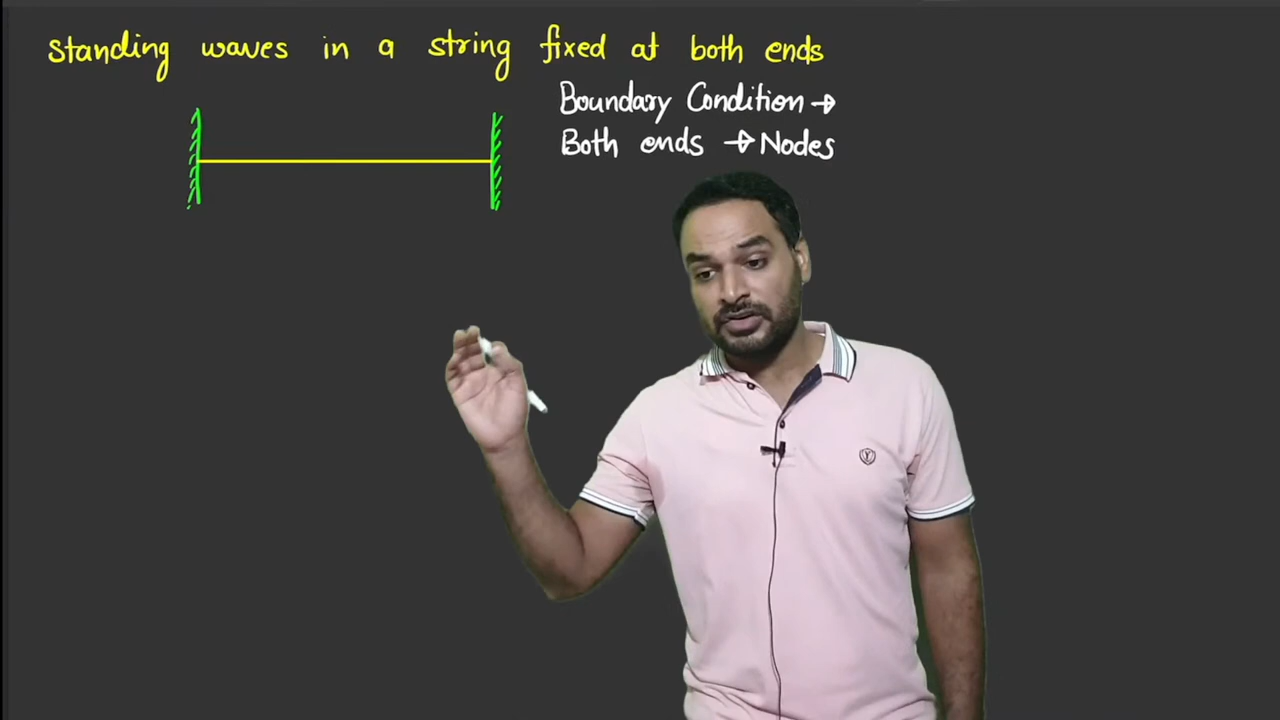 standing waves in a string fixed at both ends
Boundary Condition →
Both ends → Nodes